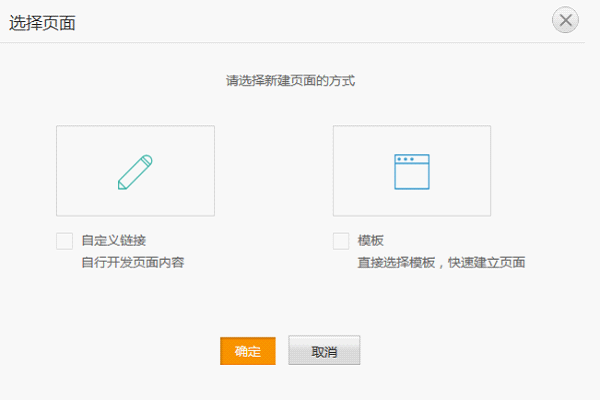 选择页面
请选择新建页面的方式
自定义链接
自行开发页面内容
模板
直接选择模板，快速建立页面
确定
取消